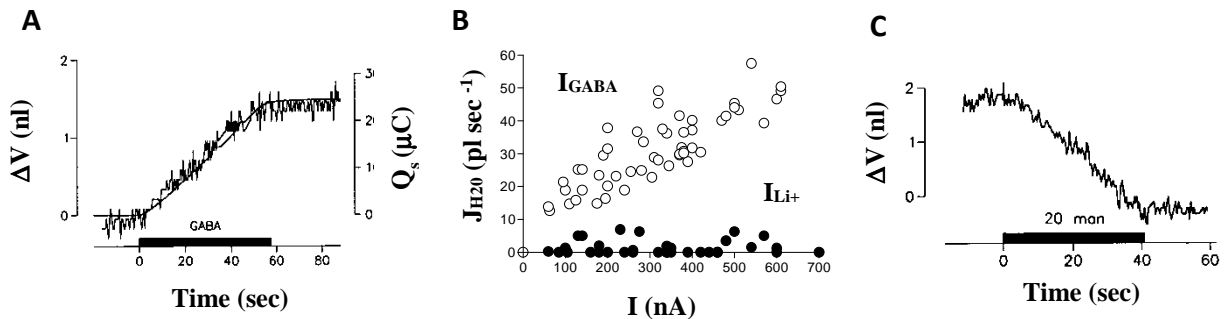 A
ΔV (nl)
2
1
0
Qs (μC)
30
20
10
0
GABA
0 20 40 60 80
Time (sec)
B
JH20 (pl sec -1)
60
50
40
30
20
10
0
IGABA
ILi+
0 100 200 300 400 500 600 700
I (nA)
C
ΔV (nl)
2
1
0
20 man
0 20 40 60
Time (sec)